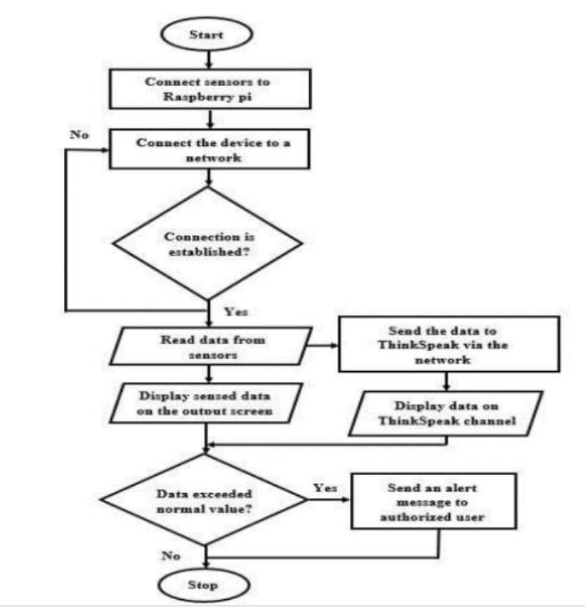 Start
Connect sensors to
Raspberry pi
No
Connect the device to a
network
Connection is
established?
Yes
Read data from
sensors
Send the data to
ThinkSpeak via the
network
Display sensed data
on the output screen
Display data on
ThinkSpeak channel
Data exceeded
normal value?
Yes
Send an alert
message to
authorized user
No
Stop